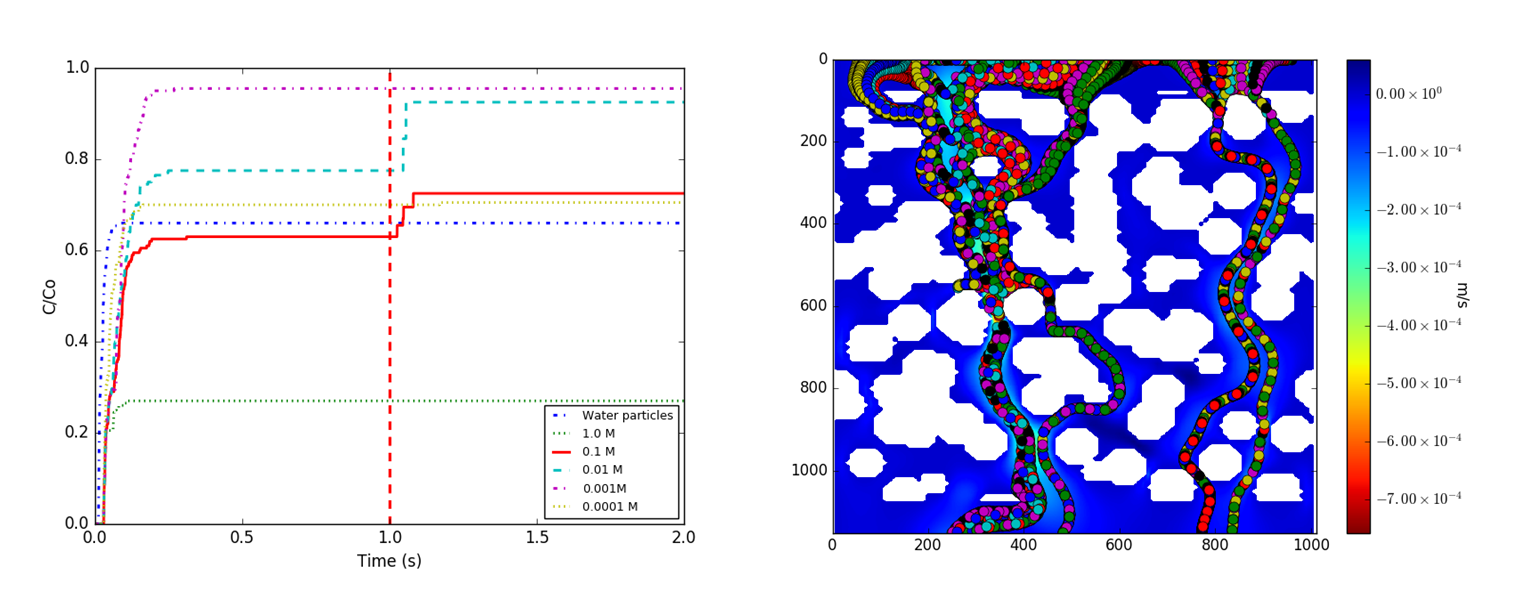 1.0
0.8
0.6
0.4
0.2
0.0
C/Co
0.0 0.5 1.0 1.5 2.0
Time (s)
Water particles
1.0 M
0.1 M
0.01 M
0.001M
0.0001 M
0
200
400
600
800
1000
0 200 400 600 800 1000
0.00 × 10⁰
−1.00 × 10⁻⁴
−2.00 × 10⁻⁴
−3.00 × 10⁻⁴
−4.00 × 10⁻⁴
−5.00 × 10⁻⁴
−6.00 × 10⁻⁴
−7.00 × 10⁻⁴
m/s